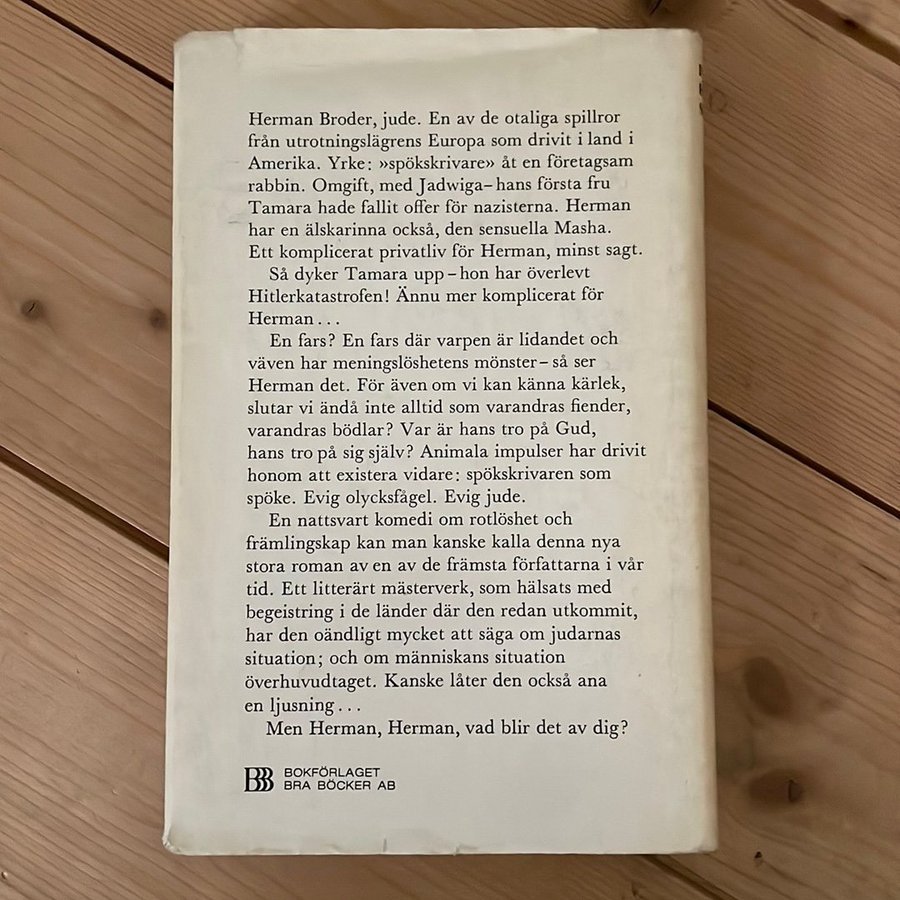 Herman Broder, jude. En av de otaliga spillror
från utrotningslägrens Europa som drivit i land i
Amerika. Yrke: »spökskrivare» åt en företagsam
rabbin. Omgift, med Jadwiga – hans första fru
Tamara hade fallit offer för nazisterna. Herman
har en älskarinna också, den sensuella Masha.
Ett komplicerat privatliv för Herman, minst sagt.
Så dyker Tamara upp – hon har överlevt
Hitlerkatastrofen! Ännu mer komplicerat för
Herman . . .
En fars? En fars där varpen är lidandet och
väven har meningslöshetens mönster – så ser
Herman det. För även om vi kan känna kärlek,
slutar vi ändå inte alltid som varandras fiender,
varandras bödlar? Var är hans tro på Gud,
hans tro på sig själv? Animala impulser har drivit
honom att existera vidare: spökskrivaren som
spöke. Evig olycksfågel. Evig jude.
En nattsvart komedi om rotlöshet och
främlingskap kan man kanske kalla denna nya
stora roman av en av de främsta författarna i vår
tid. Ett litterärt mästerverk, som hälsats med
begeistring i de länder där den redan utkommit,
har den oändligt mycket att säga om judarnas
situation; och om människans situation
överhuvudtaget. Kanske låter den också ana
en ljusning . . .
Men Herman, Herman, vad blir det av dig?
BBB BOKFÖRLAGET
BRA BÖCKER AB